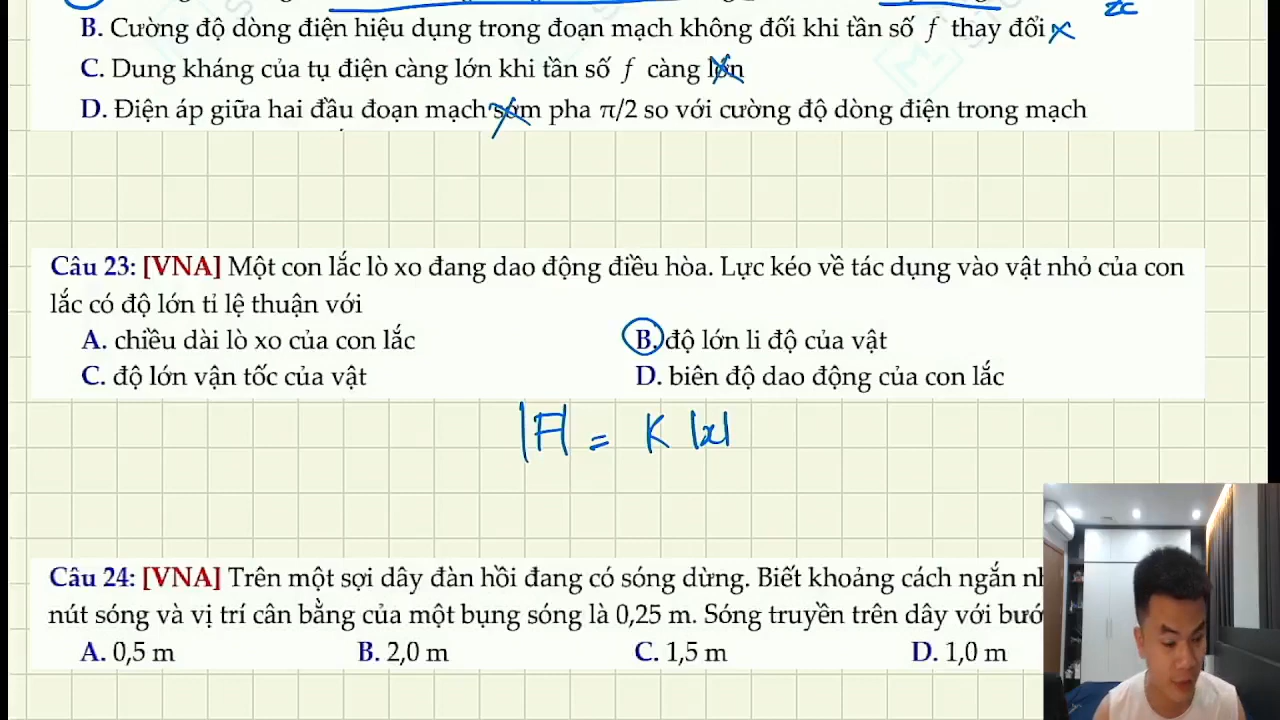 B. Cường độ dòng điện hiệu dụng trong đoạn mạch không đối khi tần số f thay đổi
C. Dung kháng của tụ điện càng lớn khi tần số f càng lớn
D. Điện áp giữa hai đầu đoạn mạch sớm pha π/2 so với cường độ dòng điện trong mạch
Câu 23: [VNA] Một con lắc lò xo đang dao động điều hòa. Lực kéo về tác dụng vào vật nhỏ của con
lắc có độ lớn tỉ lệ thuận với
A. chiều dài lò xo của con lắc B. độ lớn li độ của vật
C. độ lớn vận tốc của vật D. biên độ dao động của con lắc
|F| = K |x|
Câu 24: [VNA] Trên một sợi dây đàn hồi đang có sóng dừng. Biết khoảng cách ngắn
nút sóng và vị trí cân bằng của một bụng sóng là 0,25 m. Sóng truyền trên dây với
A. 0,5 m B. 2,0 m C. 1,5 m D. 1,0 m